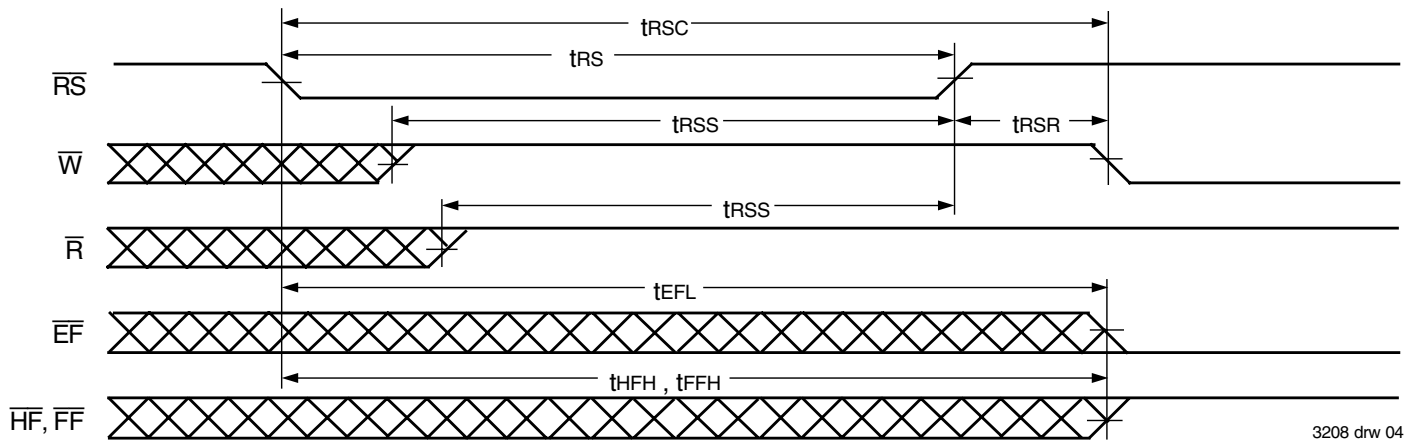 tRSC
tRS
RS
tRSS
tRSR
W
tRSS
R
tEFL
EF
tHFH , tFFH
HF, FF
3208 drw 04